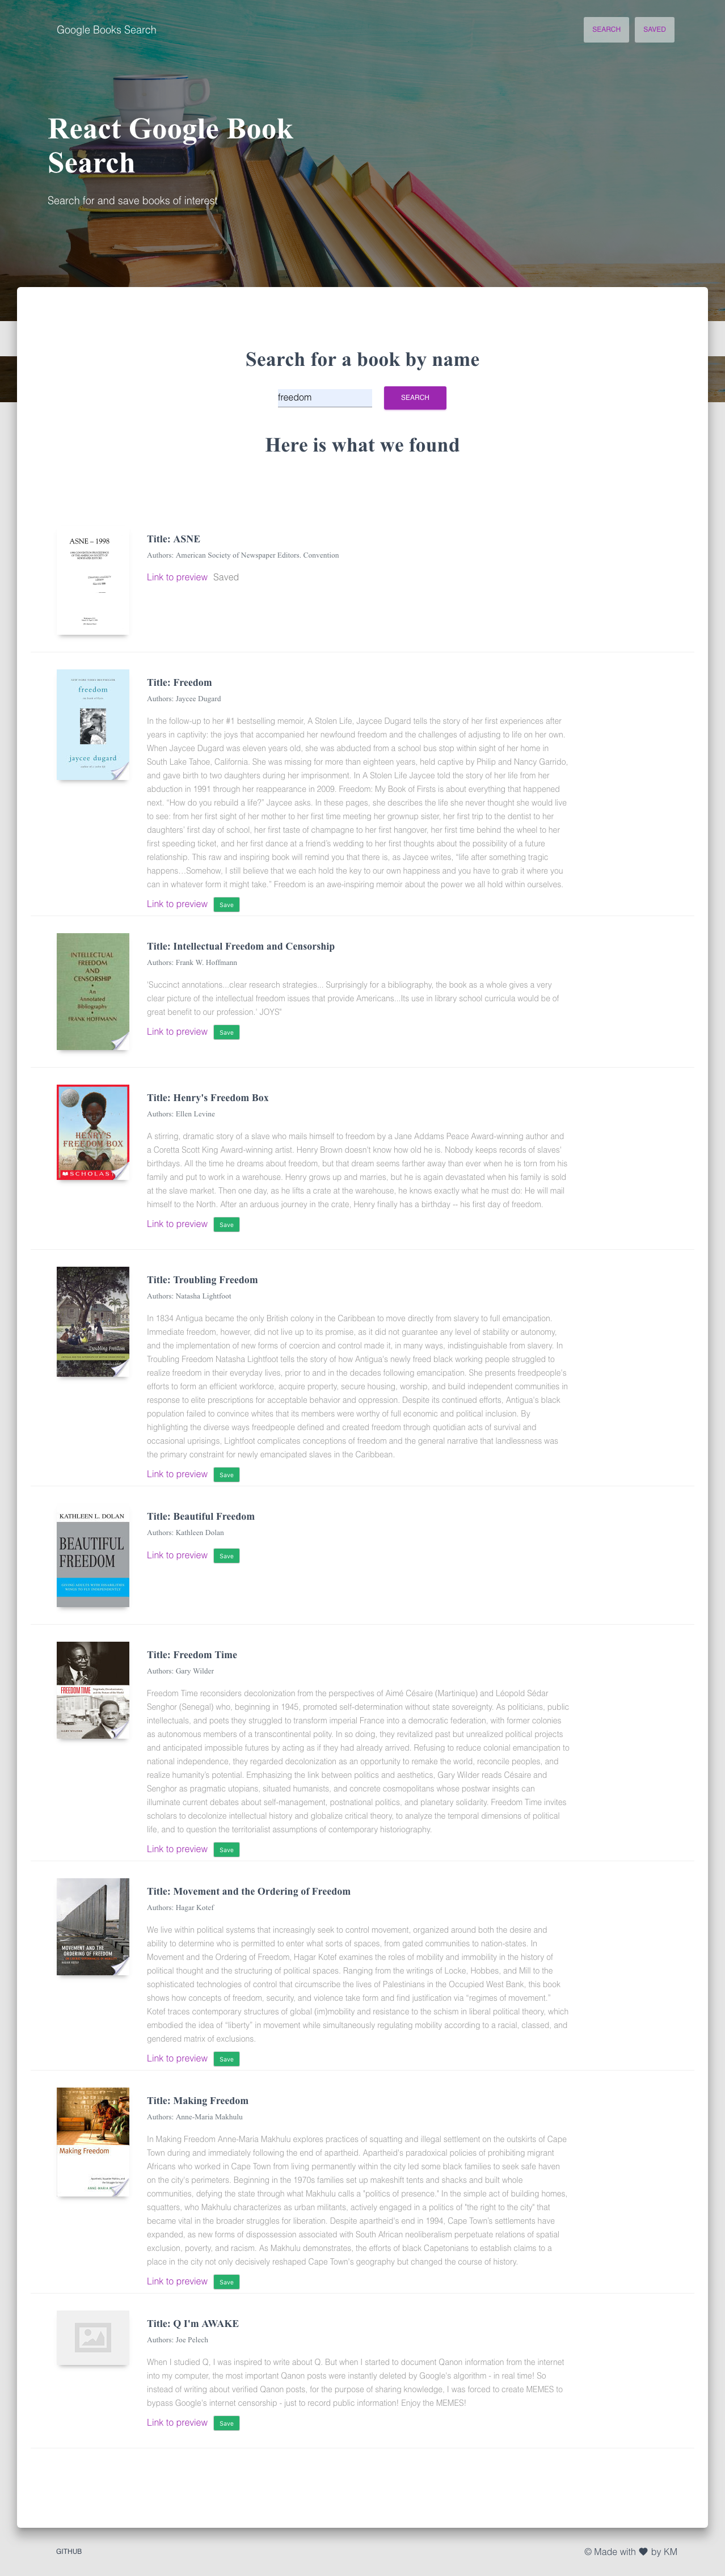 Google Books Search
SEARCH
SAVED
React Google Book
Search
Search for and save books of interest
Search for a book by name
freedom
SEARCH
Here is what we found
ASNE – 1998
Title: ASNE
Authors: American Society of Newspaper Editors. Convention
Link to preview Saved
freedom
jaycee dugard
Title: Freedom
Authors: Jaycee Dugard
In the follow-up to her #1 bestselling memoir, A Stolen Life, Jaycee Dugard tells the story of her first experiences after
years in captivity: the joys that accompanied her newfound freedom and the challenges of adjusting to life on her own.
When Jaycee Dugard was eleven years old, she was abducted from a school bus stop within sight of her home in
South Lake Tahoe, California. She was missing for more than eighteen years, held captive by Philip and Nancy Garrido,
and gave birth to two daughters during her imprisonment. In A Stolen Life Jaycee told the story of her life from her
abduction in 1991 through her reappearance in 2009. Freedom: My Book of Firsts is about everything that happened
next. “How do you rebuild a life?” Jaycee asks. In these pages, she describes the life she never thought she would live
to see: from her first sight of her mother to her first time meeting her grownup sister, her first trip to the dentist to her
daughters’ first day of school, her first taste of champagne to her first hangover, her first time behind the wheel to her
first speeding ticket, and her first dance at a friend’s wedding to her first thoughts about the possibility of a future
relationship. This raw and inspiring book will remind you that there is, as Jaycee writes, “life after something tragic
happens…Somehow, I still believe that we each hold the key to our own happiness and you have to grab it where you
can in whatever form it might take.” Freedom is an awe-inspiring memoir about the power we all hold within ourselves.
Link to preview Save
INTELLECTUAL
FREEDOM
AND
CENSORSHIP
An
Annotated
Bibliography
FRANK HOFFMANN
Title: Intellectual Freedom and Censorship
Authors: Frank W. Hoffmann
'Succinct annotations...clear research strategies... Surprisingly for a bibliography, the book as a whole gives a very
clear picture of the intellectual freedom issues that provide Americans...Its use in library school curricula would be of
great benefit to our profession.' JOYS"
Link to preview Save
HENRY'S
FREEDOM BOX
SCHOLAS
Title: Henry's Freedom Box
Authors: Ellen Levine
A stirring, dramatic story of a slave who mails himself to freedom by a Jane Addams Peace Award-winning author and
a Coretta Scott King Award-winning artist. Henry Brown doesn't know how old he is. Nobody keeps records of slaves'
birthdays. All the time he dreams about freedom, but that dream seems farther away than ever when he is torn from his
family and put to work in a warehouse. Henry grows up and marries, but he is again devastated when his family is sold
at the slave market. Then one day, as he lifts a crate at the warehouse, he knows exactly what he must do: He will mail
himself to the North. After an arduous journey in the crate, Henry finally has a birthday -- his first day of freedom.
Link to preview Save
Troubling Freedom
Title: Troubling Freedom
Authors: Natasha Lightfoot
In 1834 Antigua became the only British colony in the Caribbean to move directly from slavery to full emancipation.
Immediate freedom, however, did not live up to its promise, as it did not guarantee any level of stability or autonomy,
and the implementation of new forms of coercion and control made it, in many ways, indistinguishable from slavery. In
Troubling Freedom Natasha Lightfoot tells the story of how Antigua's newly freed black working people struggled to
realize freedom in their everyday lives, prior to and in the decades following emancipation. She presents freedpeople's
efforts to form an efficient workforce, acquire property, secure housing, worship, and build independent communities in
response to elite prescriptions for acceptable behavior and oppression. Despite its continued efforts, Antigua's black
population failed to convince whites that its members were worthy of full economic and political inclusion. By
highlighting the diverse ways freedpeople defined and created freedom through quotidian acts of survival and
occasional uprisings, Lightfoot complicates conceptions of freedom and the general narrative that landlessness was
the primary constraint for newly emancipated slaves in the Caribbean.
Link to preview Save
KATHLEEN L. DOLAN
BEAUTIFUL
FREEDOM
Title: Beautiful Freedom
Authors: Kathleen Dolan
Link to preview Save
FREEDOM TIME
GARY WILDER
Title: Freedom Time
Authors: Gary Wilder
Freedom Time reconsiders decolonization from the perspectives of Aimé Césaire (Martinique) and Léopold Sédar
Senghor (Senegal) who, beginning in 1945, promoted self-determination without state sovereignty. As politicians, public
intellectuals, and poets they struggled to transform imperial France into a democratic federation, with former colonies
as autonomous members of a transcontinental polity. In so doing, they revitalized past but unrealized political projects
and anticipated impossible futures by acting as if they had already arrived. Refusing to reduce colonial emancipation to
national independence, they regarded decolonization as an opportunity to remake the world, reconcile peoples, and
realize humanity’s potential. Emphasizing the link between politics and aesthetics, Gary Wilder reads Césaire and
Senghor as pragmatic utopians, situated humanists, and concrete cosmopolitans whose postwar insights can
illuminate current debates about self-management, postnational politics, and planetary solidarity. Freedom Time invites
scholars to decolonize intellectual history and globalize critical theory, to analyze the temporal dimensions of political
life, and to question the territorialist assumptions of contemporary historiography.
Link to preview Save
MOVEMENT AND THE
ORDERING OF FREEDOM
HAGAR KOTEF
Title: Movement and the Ordering of Freedom
Authors: Hagar Kotef
We live within political systems that increasingly seek to control movement, organized around both the desire and
ability to determine who is permitted to enter what sorts of spaces, from gated communities to nation-states. In
Movement and the Ordering of Freedom, Hagar Kotef examines the roles of mobility and immobility in the history of
political thought and the structuring of political spaces. Ranging from the writings of Locke, Hobbes, and Mill to the
sophisticated technologies of control that circumscribe the lives of Palestinians in the Occupied West Bank, this book
shows how concepts of freedom, security, and violence take form and find justification via “regimes of movement.”
Kotef traces contemporary structures of global (im)mobility and resistance to the schism in liberal political theory, which
embodied the idea of “liberty” in movement while simultaneously regulating mobility according to a racial, classed, and
gendered matrix of exclusions.
Link to preview Save
Making Freedom
Title: Making Freedom
Authors: Anne-Maria Makhulu
In Making Freedom Anne-Maria Makhulu explores practices of squatting and illegal settlement on the outskirts of Cape
Town during and immediately following the end of apartheid. Apartheid's paradoxical policies of prohibiting migrant
Africans who worked in Cape Town from living permanently within the city led some black families to seek safe haven
on the city's perimeters. Beginning in the 1970s families set up makeshift tents and shacks and built whole
communities, defying the state through what Makhulu calls a "politics of presence." In the simple act of building homes,
squatters, who Makhulu characterizes as urban militants, actively engaged in a politics of "the right to the city" that
became vital in the broader struggles for liberation. Despite apartheid's end in 1994, Cape Town's settlements have
expanded, as new forms of dispossession associated with South African neoliberalism perpetuate relations of spatial
exclusion, poverty, and racism. As Makhulu demonstrates, the efforts of black Capetonians to establish claims to a
place in the city not only decisively reshaped Cape Town's geography but changed the course of history.
Link to preview Save
Title: Q I'm AWAKE
Authors: Joe Pelech
When I studied Q, I was inspired to write about Q. But when I started to document Qanon information from the internet
into my computer, the most important Qanon posts were instantly deleted by Google's algorithm - in real time! So
instead of writing about verified Qanon posts, for the purpose of sharing knowledge, I was forced to create MEMES to
bypass Google's internet censorship - just to record public information! Enjoy the MEMES!
Link to preview Save
GITHUB
© Made with ♥ by KM